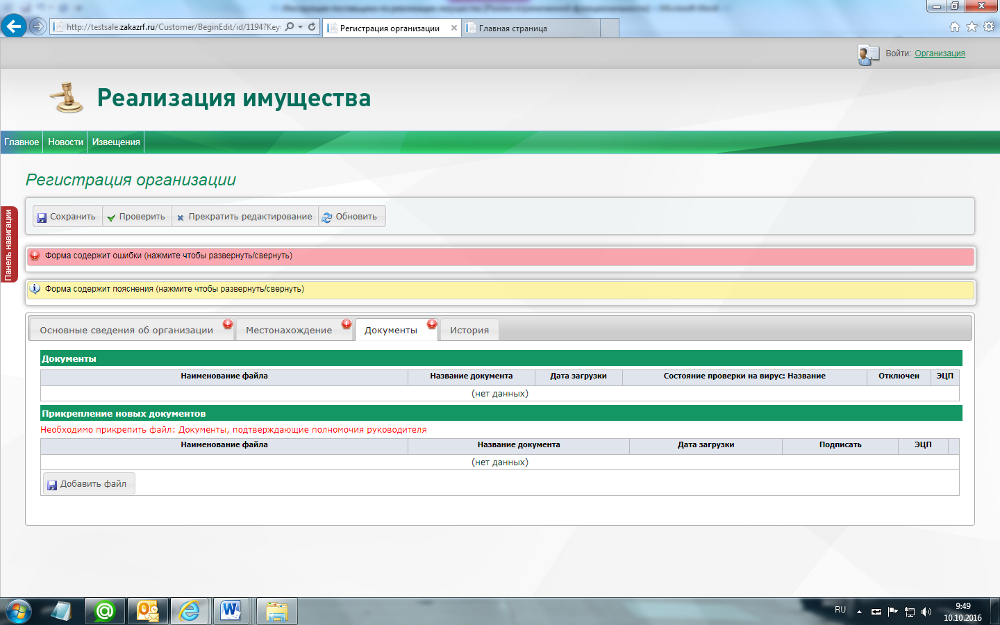 http://testsale.zakazrf.ru/Customer/BeginEdit/id/1194?Key:
Регистрация организации
Главная страница
Войти: Организация
Реализация имущества
Главное Новости Извещения
Регистрация организации
Панель навигации
Сохранить Проверить Прекратить редактирование Обновить
Форма содержит ошибки (нажмите чтобы развернуть/свернуть)
Форма содержит пояснения (нажмите чтобы развернуть/свернуть)
Основные сведения об организации Местонахождение Документы История
Документы
Наименование файла Название документа Дата загрузки Состояние проверки на вирус: Название Отключен ЭЦП
(нет данных)
Прикрепление новых документов
Необходимо прикрепить файл: Документы, подтверждающие полномочия руководителя
Наименование файла Название документа Дата загрузки Подписать ЭЦП
(нет данных)
Добавить файл
RU
9:49
10.10.2016